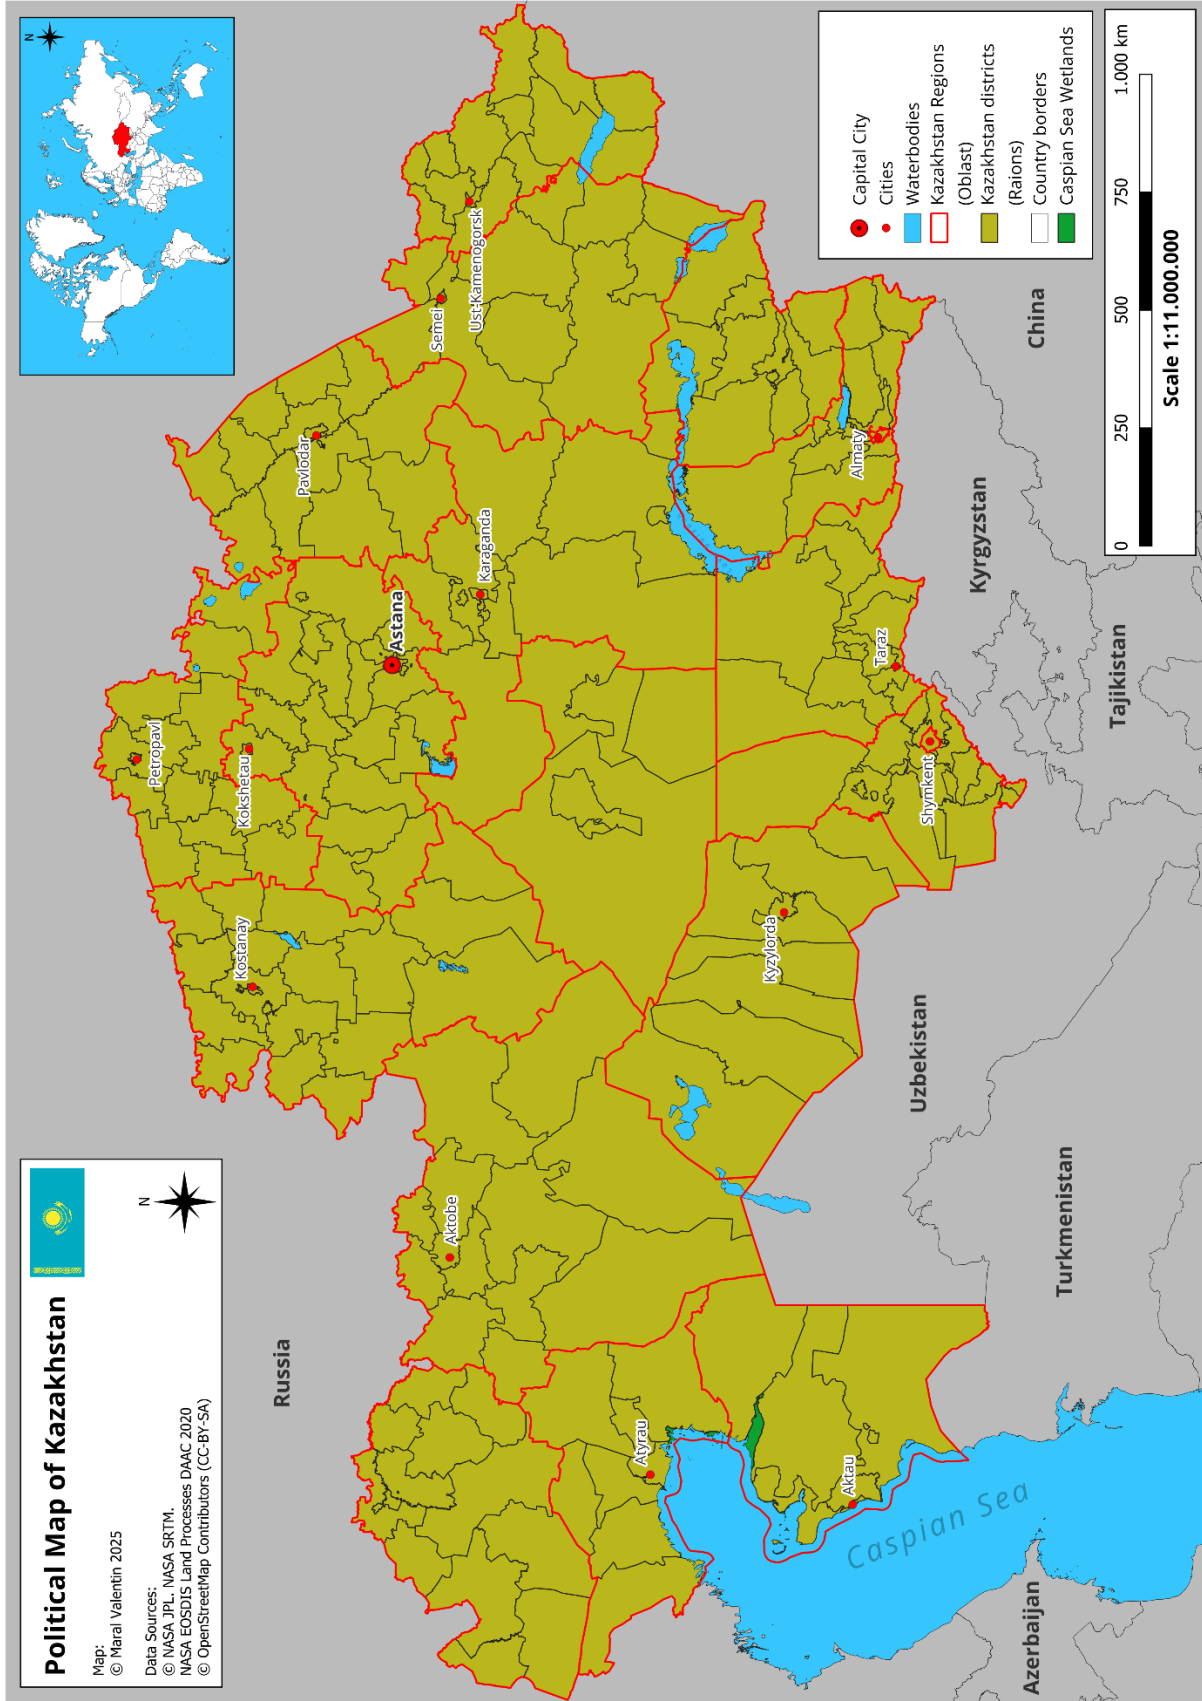 Political Map of Kazakhstan
Map:
© Maral Valentin 2025
Data Sources:
© NASA JPL. NASA SRTM.
NASA EOSDIS Land Processes DAAC 2020
© OpenStreetMap Contributors (CC-BY-SA)
N
N
Russia
Petropavl
Kokshetau
Kostanay
Pavlodar
Astana
Semei
Ust-Kamenogorsk
Karaganda
Aktobe
Atyrau
Aktau
Kyzylorda
Shymkent
Taraz
Almaty
Caspian Sea
Azerbaijan
Turkmenistan
Uzbekistan
Tajikistan
Kyrgyzstan
China
Capital City
Cities
Waterbodies
Kazakhstan Regions
(Oblast)
Kazakhstan districts
(Raions)
Country borders
Caspian Sea Wetlands
0 250 500 750 1.000 km
Scale 1:11.000.000